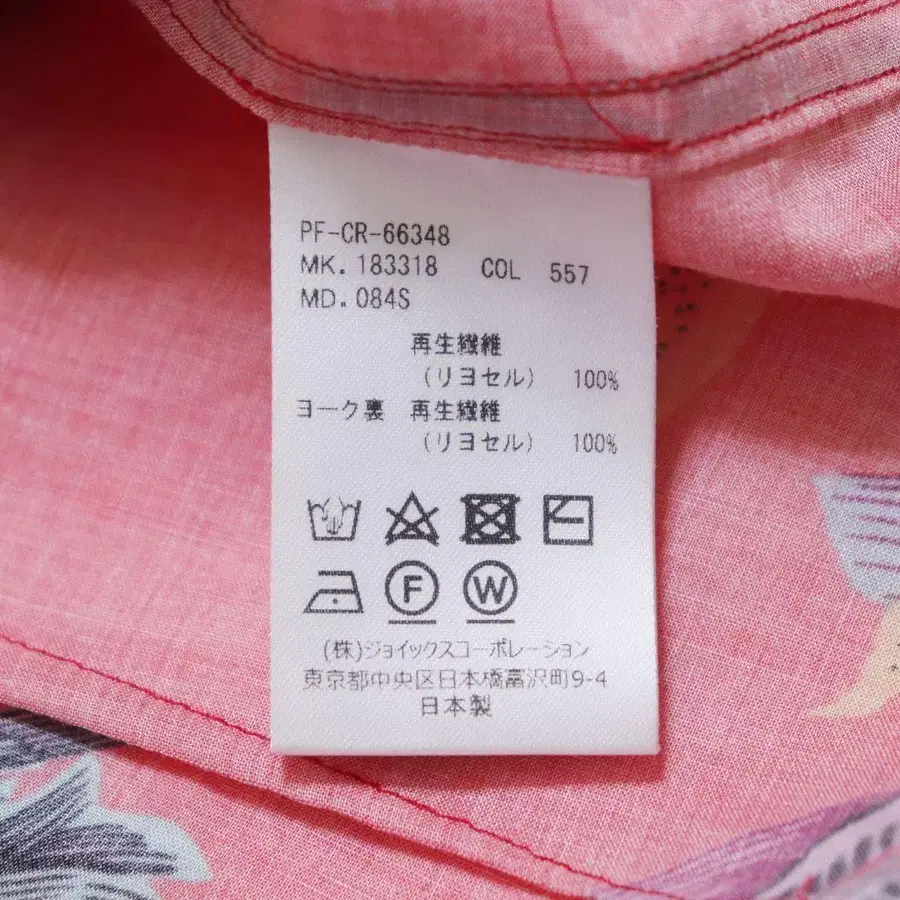 PF-CR-66348
MK. 183318 COL 557
MD. 084S
再生繊維
(リヨセル) 100%
ヨーク裏 再生繊維
(リヨセル) 100%
F W
(株)ジョイックスコーポレーション
東京都中央区日本橋富沢町9-4
日本製